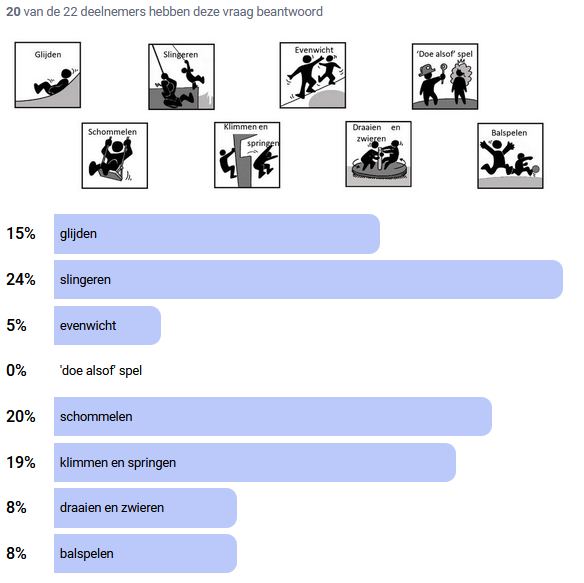 20 van de 22 deelnemers hebben deze vraag beantwoord
Glijden
Slingeren
Evenwicht
'Doe alsof' spel
Schommelen
Klimmen en
springen
Draaien en
zwieren
Balspelen
15% glijden
24% slingeren
5% evenwicht
0% 'doe alsof' spel
20% schommelen
19% klimmen en springen
8% draaien en zwieren
8% balspelen